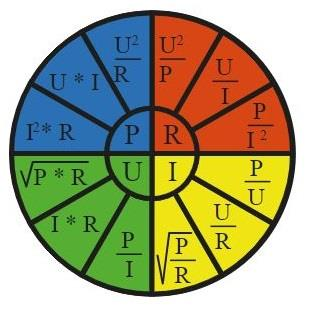 U²/R
U²/P
U * I
U/I
I² * R
P/I²
P
R
U
I
√P * R
P/U
I * R
U/R
P/I
√P/R